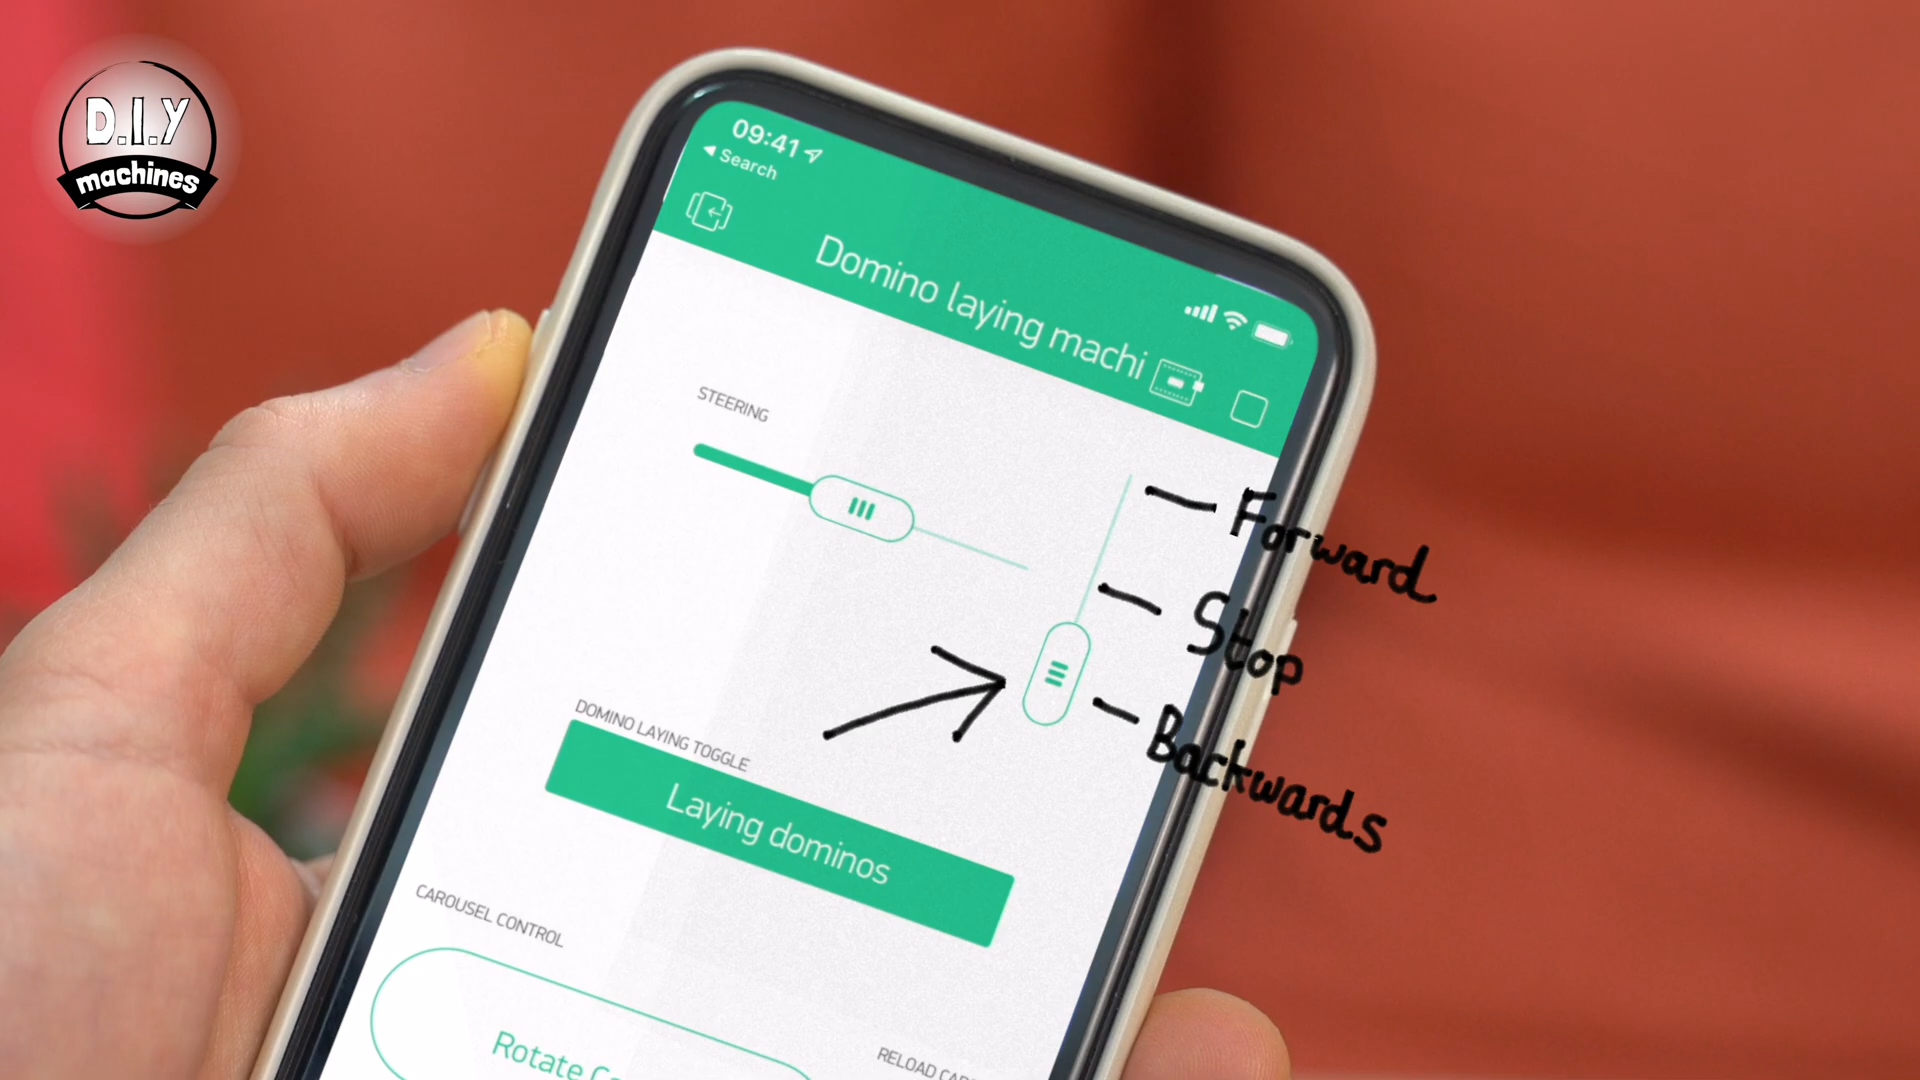 D.I.Y
machines
09:41
Search
Domino laying machi
STEERING
Forward
Stop
Backwards
DOMINO LAYING TOGGLE
Laying dominos
CAROUSEL CONTROL
Rotate
RELOAD